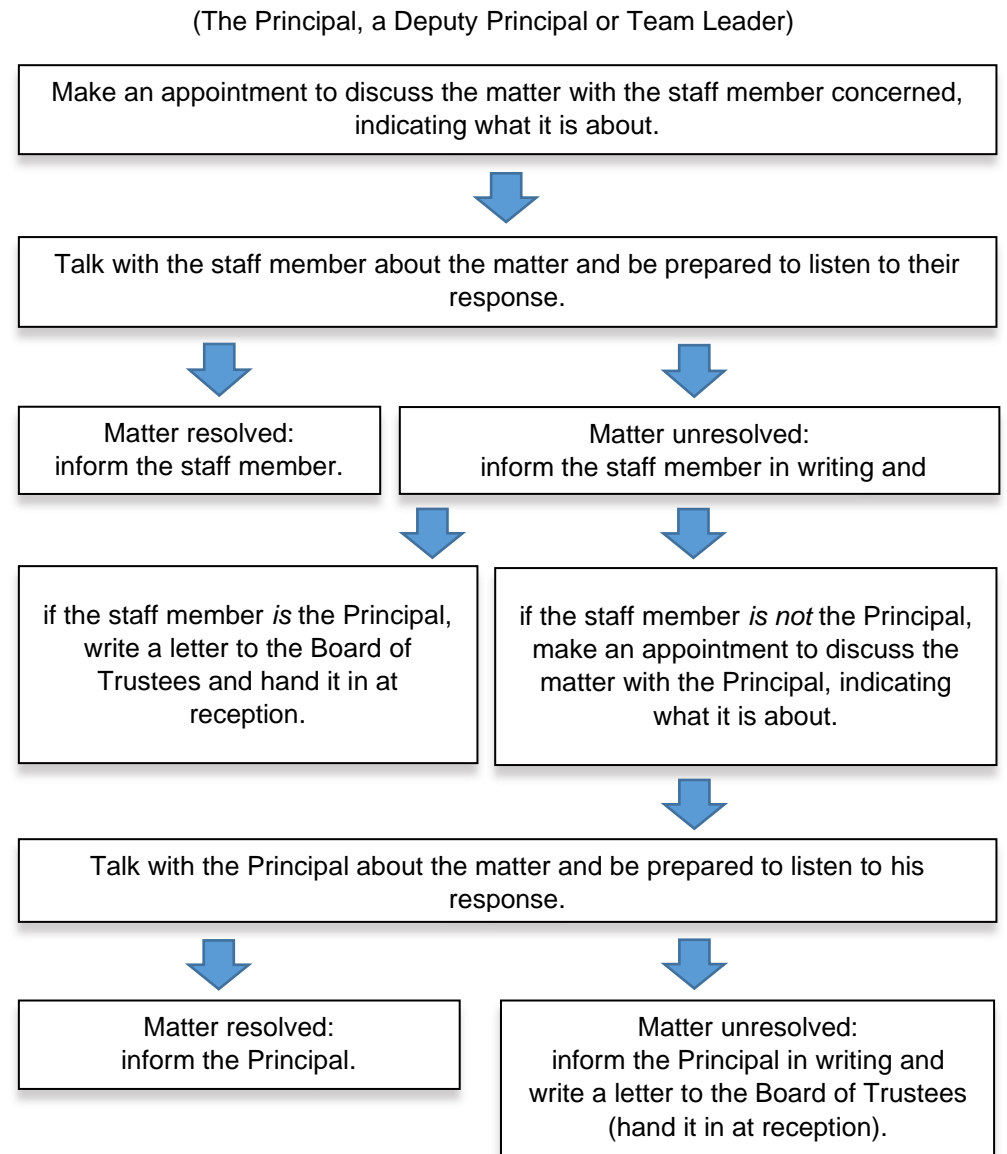 (The Principal, a Deputy Principal or Team Leader)
Make an appointment to discuss the matter with the staff member concerned,
indicating what it is about.
Talk with the staff member about the matter and be prepared to listen to their
response.
Matter resolved:
inform the staff member.
Matter unresolved:
inform the staff member in writing and
if the staff member is the Principal,
write a letter to the Board of
Trustees and hand it in at
reception.
if the staff member is not the Principal,
make an appointment to discuss the
matter with the Principal, indicating
what it is about.
Talk with the Principal about the matter and be prepared to listen to his
response.
Matter resolved:
inform the Principal.
Matter unresolved:
inform the Principal in writing and
write a letter to the Board of Trustees
(hand it in at reception).